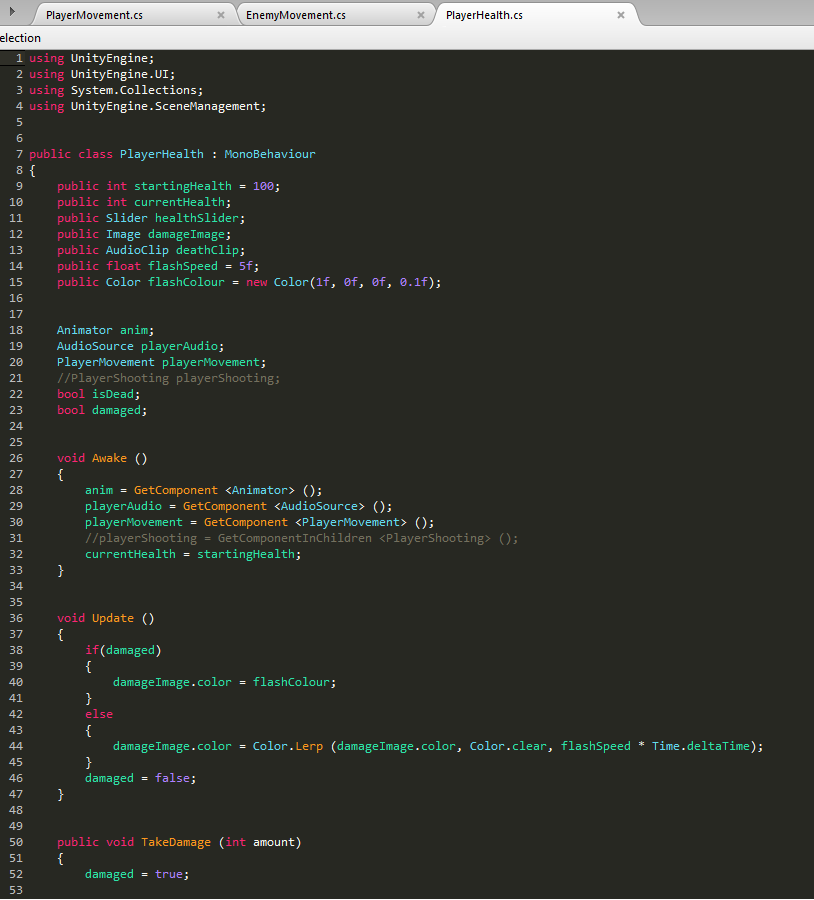 PlayerMovement.cs × EnemyMovement.cs × PlayerHealth.cs ×
election
1 using UnityEngine;
2 using UnityEngine.UI;
3 using System.Collections;
4 using UnityEngine.SceneManagement;
5
6
7 public class PlayerHealth : MonoBehaviour
8 {
9     public int startingHealth = 100;
10     public int currentHealth;
11     public Slider healthSlider;
12     public Image damageImage;
13     public AudioClip deathClip;
14     public float flashSpeed = 5f;
15     public Color flashColour = new Color(1f, 0f, 0f, 0.1f);
16
17
18     Animator anim;
19     AudioSource playerAudio;
20     PlayerMovement playerMovement;
21     //PlayerShooting playerShooting;
22     bool isDead;
23     bool damaged;
24
25
26     void Awake ()
27     {
28         anim = GetComponent <Animator> ();
29         playerAudio = GetComponent <AudioSource> ();
30         playerMovement = GetComponent <PlayerMovement> ();
31         //playerShooting = GetComponentInChildren <PlayerShooting> ();
32         currentHealth = startingHealth;
33     }
34
35
36     void Update ()
37     {
38         if(damaged)
39         {
40             damageImage.color = flashColour;
41         }
42         else
43         {
44             damageImage.color = Color.Lerp (damageImage.color, Color.clear, flashSpeed * Time.deltaTime);
45         }
46         damaged = false;
47     }
48
49
50     public void TakeDamage (int amount)
51     {
52         damaged = true;
53